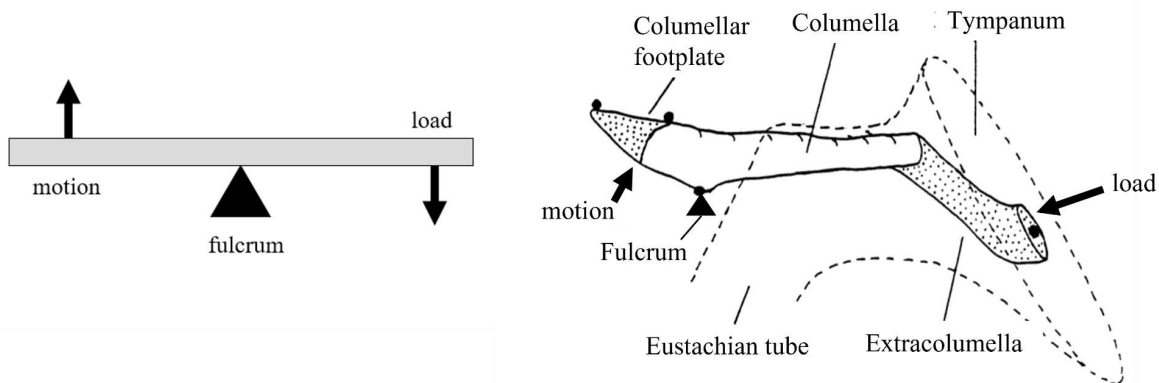 load
motion
fulcrum
Columellar
footplate
Columella
Tympanum
motion
Fulcrum
load
Eustachian tube
Extracolumella